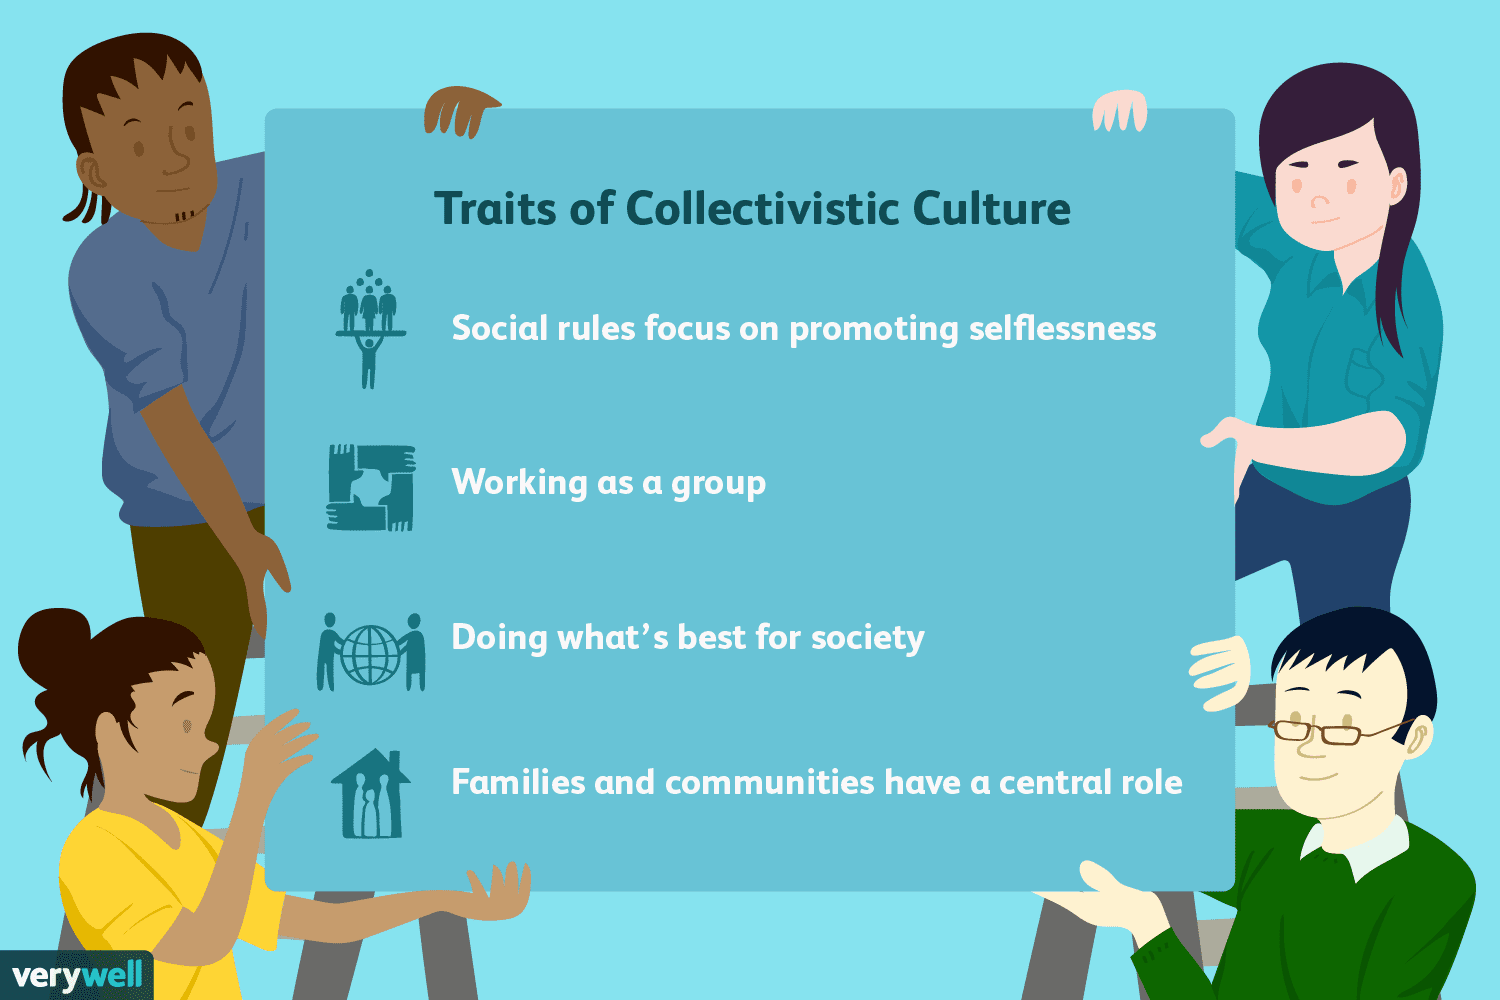 Traits of Collectivistic Culture
Social rules focus on promoting selflessness
Working as a group
Doing what's best for society
Families and communities have a central role
verywell